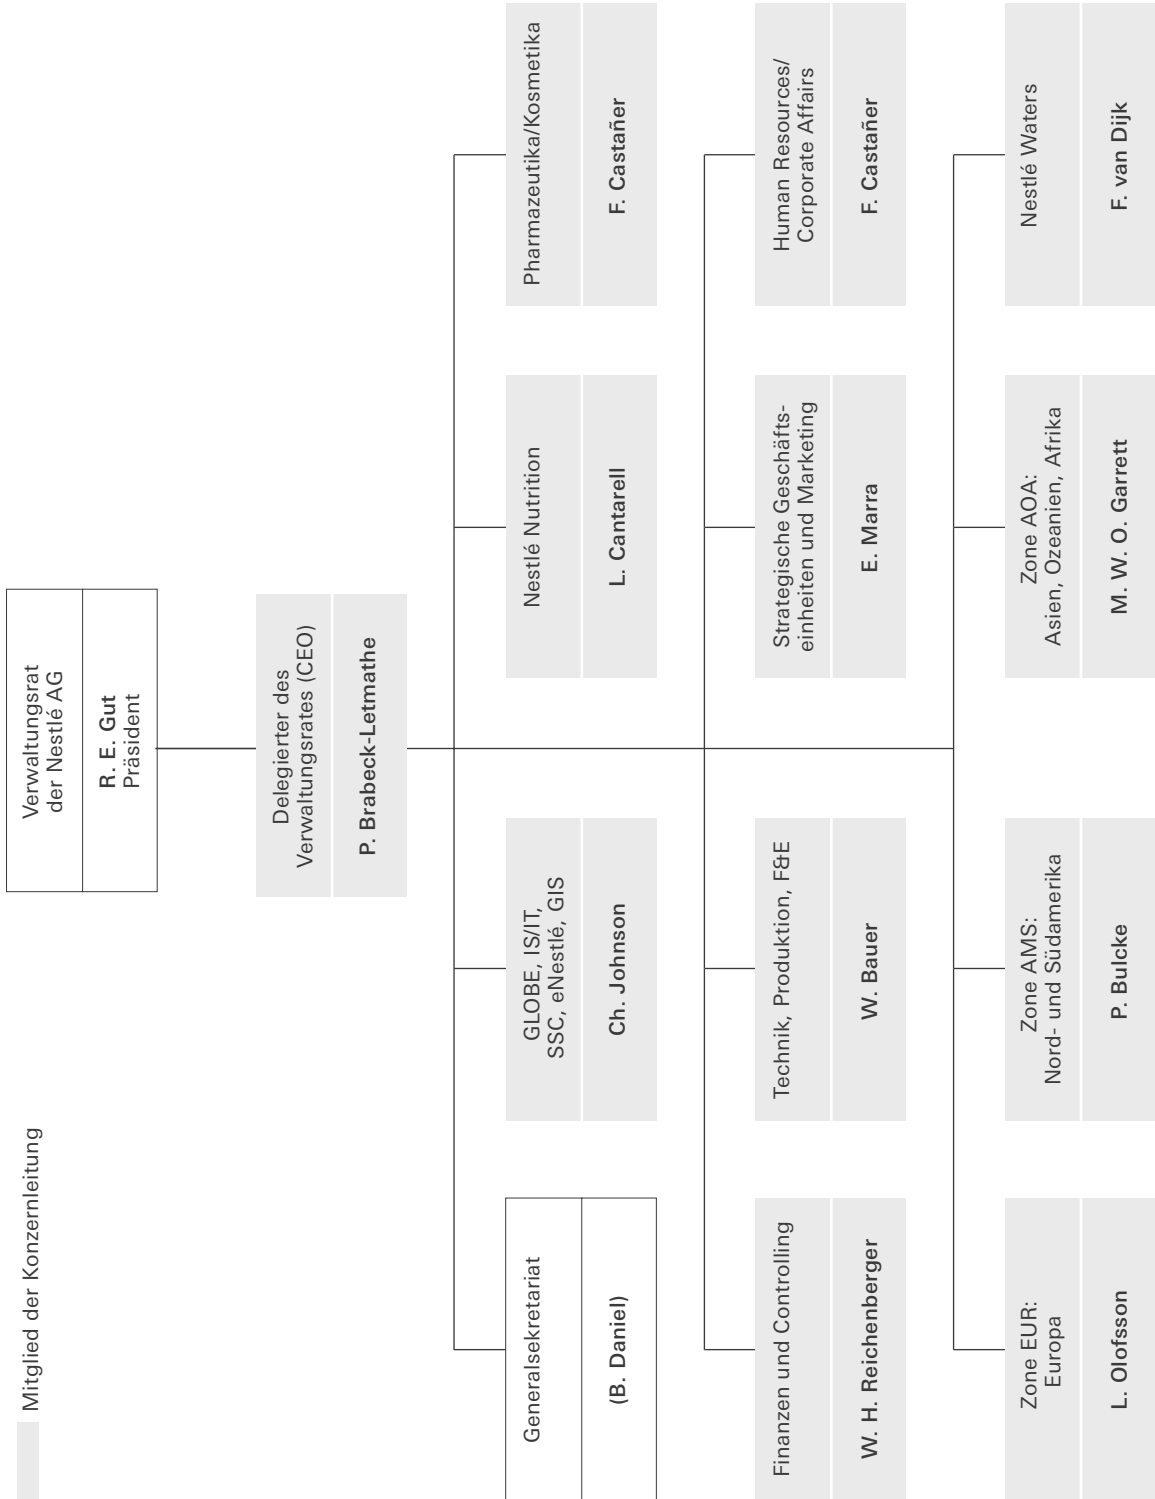 Mitglied der Konzernleitung
Verwaltungsrat
der Nestlé AG
R. E. Gut
Präsident
Delegierter des
Verwaltungsrates (CEO)
P. Brabeck-Letmathe
Generalsekretariat
(B. Daniel)
GLOBE, IS/IT,
SSC, eNestlé, GIS
Ch. Johnson
Nestlé Nutrition
L. Cantarell
Pharmazeutika/Kosmetika
F. Castañer
Finanzen und Controlling
W. H. Reichenberger
Technik, Produktion, F&E
W. Bauer
Strategische Geschäfts-
einheiten und Marketing
E. Marra
Human Resources/
Corporate Affairs
F. Castañer
Zone EUR:
Europa
L. Olofsson
Zone AMS:
Nord- und Südamerika
P. Bulcke
Zone AOA:
Asien, Ozeanien, Afrika
M. W. O. Garrett
Nestlé Waters
F. van Dijk